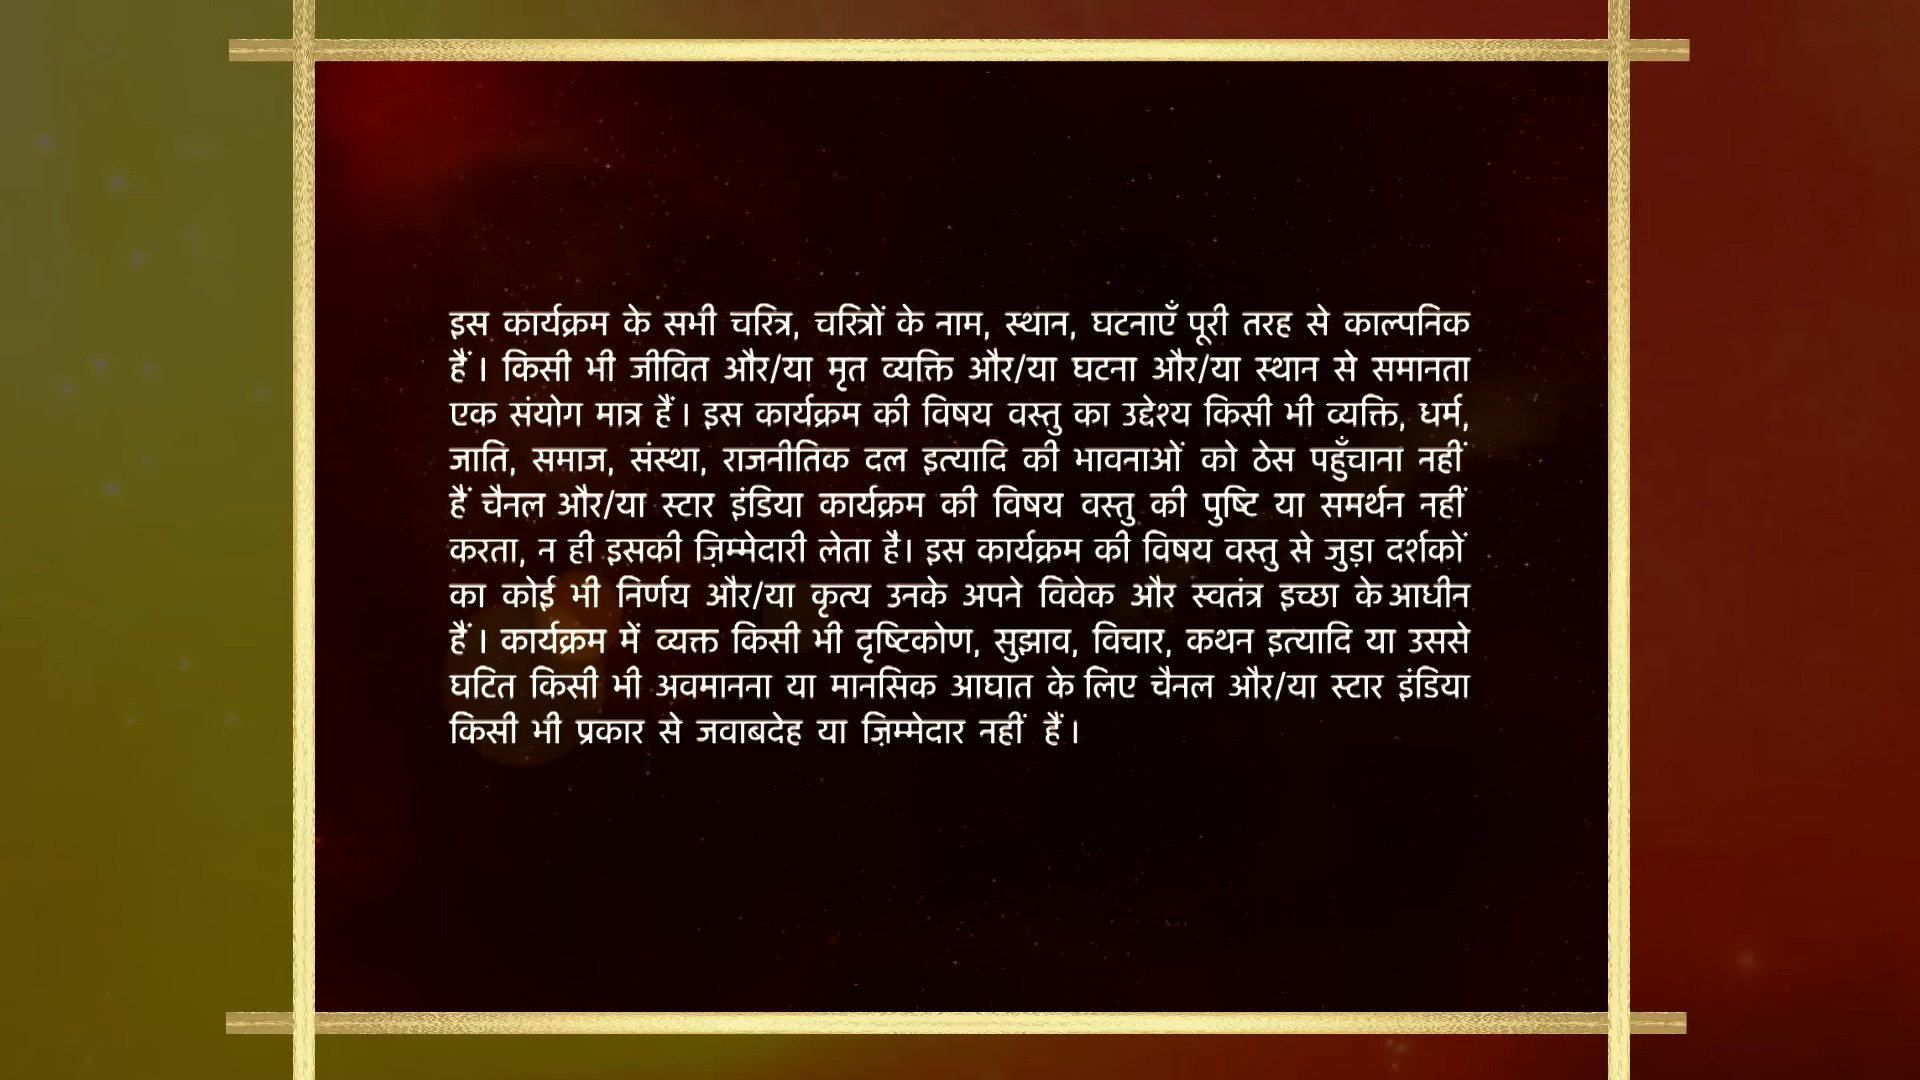 इस कार्यक्रम के सभी चरित्र, चरित्रों के नाम, स्थान, घटनाएँ पूरी तरह से काल्पनिक
हैं । किसी भी जीवित और/या मृत व्यक्ति और/या घटना और/या स्थान से समानता
एक संयोग मात्र हैं । इस कार्यक्रम की विषय वस्तु का उद्देश्य किसी भी व्यक्ति, धर्म,
जाति, समाज, संस्था, राजनीतिक दल इत्यादि की भावनाओं को ठेस पहुँचाना नहीं
हैं चैनल और/या स्टार इंडिया कार्यक्रम की विषय वस्तु की पुष्टि या समर्थन नहीं
करता, न ही इसकी ज़िम्मेदारी लेता है। इस कार्यक्रम की विषय वस्तु से जुड़ा दर्शकों
का कोई भी निर्णय और/या कृत्य उनके अपने विवेक और स्वतंत्र इच्छा के आधीन
हैं । कार्यक्रम में व्यक्त किसी भी दृष्टिकोण, सुझाव, विचार, कथन इत्यादि या उससे
घटित किसी भी अवमानना या मानसिक आघात के लिए चैनल और/या स्टार इंडिया
किसी भी प्रकार से जवाबदेह या ज़िम्मेदार नहीं हैं ।